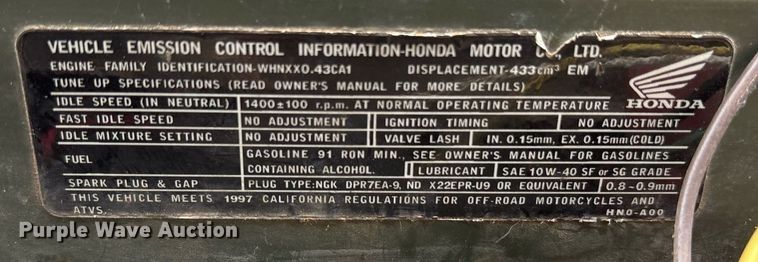 VEHICLE EMISSION CONTROL INFORMATION-HONDA MOTOR C., LTD.
ENGINE FAMILY IDENTIFICATION-WHNXX0.43CA1 DISPLACEMENT-433cm³ EM
TUNE UP SPECIFICATIONS (READ OWNER'S MANUAL FOR MORE DETAILS)
IDLE SPEED (IN NEUTRAL) 1400±100 r.p.m. AT NORMAL OPERATING TEMPERATURE
HONDA
FAST IDLE SPEED NO ADJUSTMENT IGNITION TIMING NO ADJUSTMENT
IDLE MIXTURE SETTING NO ADJUSTMENT VALVE LASH IN. 0.15mm, EX. 0.15mm (COLD)
FUEL GASOLINE 91 RON MIN., SEE OWNER'S MANUAL FOR GASOLINES
CONTAINING ALCOHOL. LUBRICANT SAE 10W-40 SF or SG GRADE
SPARK PLUG & GAP PLUG TYPE:NGK DPR7EA-9, ND X22EPR-U9 OR EQUIVALENT 0.8-0.9mm
THIS VEHICLE MEETS 1997 CALIFORNIA REGULATIONS FOR OFF-ROAD MOTORCYCLES AND
ATVS. HN0-A00
Purple Wave Auction